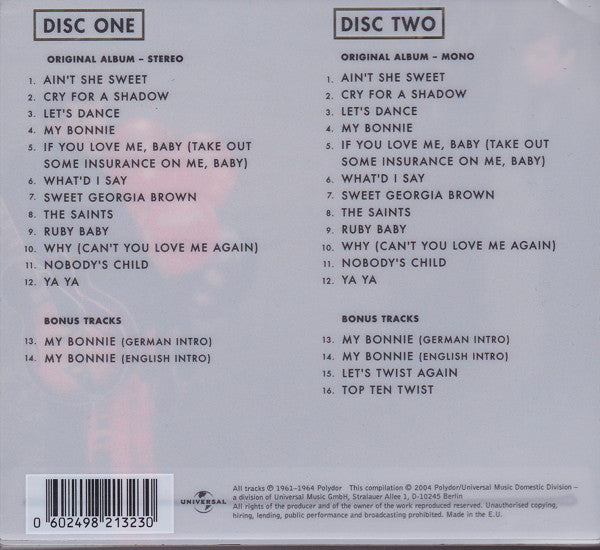 DISC ONE
ORIGINAL ALBUM – STEREO
1. AIN'T SHE SWEET
2. CRY FOR A SHADOW
3. LET'S DANCE
4. MY BONNIE
5. IF YOU LOVE ME, BABY (TAKE OUT
SOME INSURANCE ON ME, BABY)
6. WHAT'D I SAY
7. SWEET GEORGIA BROWN
8. THE SAINTS
9. RUBY BABY
10. WHY (CAN'T YOU LOVE ME AGAIN)
11. NOBODY'S CHILD
12. YA YA
BONUS TRACKS
13. MY BONNIE (GERMAN INTRO)
14. MY BONNIE (ENGLISH INTRO)
DISC TWO
ORIGINAL ALBUM – MONO
1. AIN'T SHE SWEET
2. CRY FOR A SHADOW
3. LET'S DANCE
4. MY BONNIE
5. IF YOU LOVE ME, BABY (TAKE OUT
SOME INSURANCE ON ME, BABY)
6. WHAT'D I SAY
7. SWEET GEORGIA BROWN
8. THE SAINTS
9. RUBY BABY
10. WHY (CAN'T YOU LOVE ME AGAIN)
11. NOBODY'S CHILD
12. YA YA
BONUS TRACKS
13. MY BONNIE (GERMAN INTRO)
14. MY BONNIE (ENGLISH INTRO)
15. LET'S TWIST AGAIN
16. TOP TEN TWIST
0 602498 213230
UNIVERSAL
All tracks ℗ 1961–1964 Polydor This compilation ℗ 2004 Polydor/Universal Music Domestic Division –
a division of Universal Music GmbH, Stralauer Allee 1, D-10245 Berlin
All rights of the producer and of the owner of the work reproduced reserved. Unauthorised copying,
hiring, lending, public performance and broadcasting prohibited. Made in the E.U.